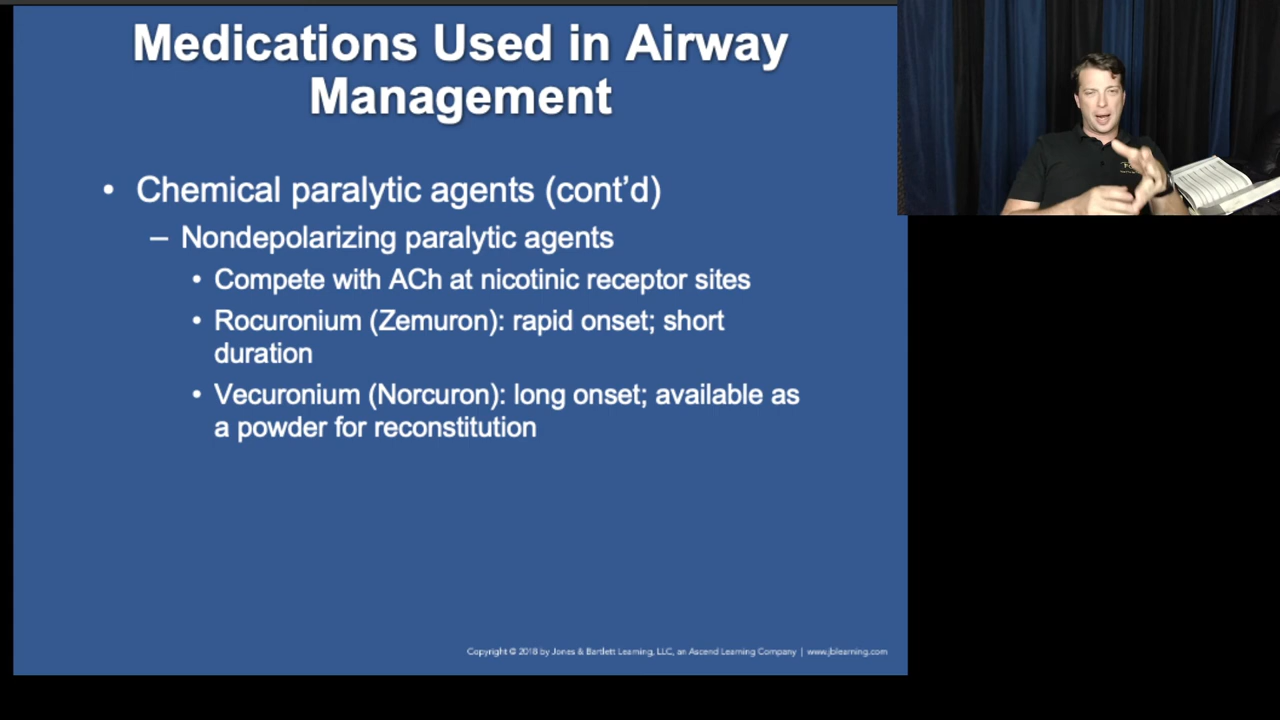 Medications Used in Airway
Management
• Chemical paralytic agents (cont’d)
– Nondepolarizing paralytic agents
• Compete with ACh at nicotinic receptor sites
• Rocuronium (Zemuron): rapid onset; short
duration
• Vecuronium (Norcuron): long onset; available as
a powder for reconstitution
Copyright © 2018 by Jones & Bartlett Learning, LLC, an Ascend Learning Company | www.jblearning.com